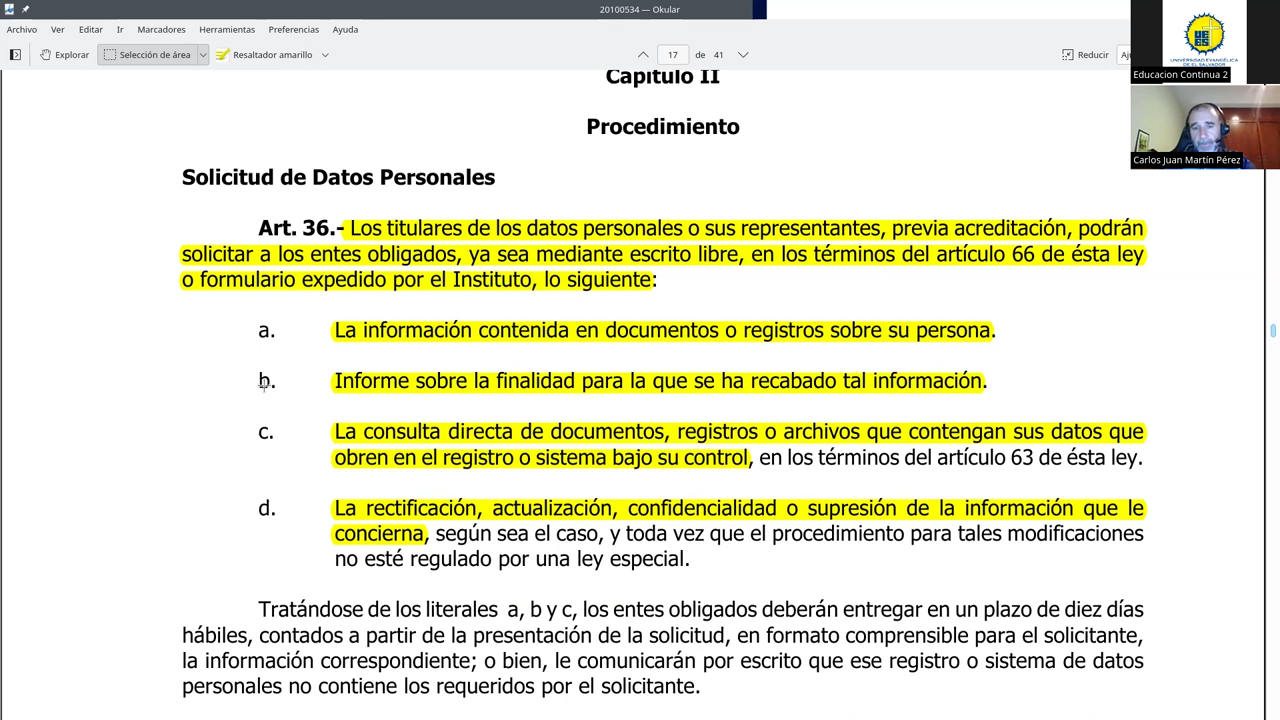 20100534 — Okular
Archivo Ver Editar Ir Marcadores Herramientas Preferencias Ayuda
Explorar Selección de área Resaltador amarillo 17 de 41 Reducir
UNIVERSIDAD EVANGÉLICA
DE EL SALVADOR
Educacion Continua 2
Carlos Juan Martín Pérez
Capítulo II
Procedimiento
Solicitud de Datos Personales
Art. 36.- Los titulares de los datos personales o sus representantes, previa acreditación, podrán
solicitar a los entes obligados, ya sea mediante escrito libre, en los términos del artículo 66 de ésta ley
o formulario expedido por el Instituto, lo siguiente:
a. La información contenida en documentos o registros sobre su persona.
b. Informe sobre la finalidad para la que se ha recabado tal información.
c. La consulta directa de documentos, registros o archivos que contengan sus datos que
obren en el registro o sistema bajo su control, en los términos del artículo 63 de ésta ley.
d. La rectificación, actualización, confidencialidad o supresión de la información que le
concierna, según sea el caso, y toda vez que el procedimiento para tales modificaciones
no esté regulado por una ley especial.
Tratándose de los literales a, b y c, los entes obligados deberán entregar en un plazo de diez días
hábiles, contados a partir de la presentación de la solicitud, en formato comprensible para el solicitante,
la información correspondiente; o bien, le comunicarán por escrito que ese registro o sistema de datos
personales no contiene los requeridos por el solicitante.